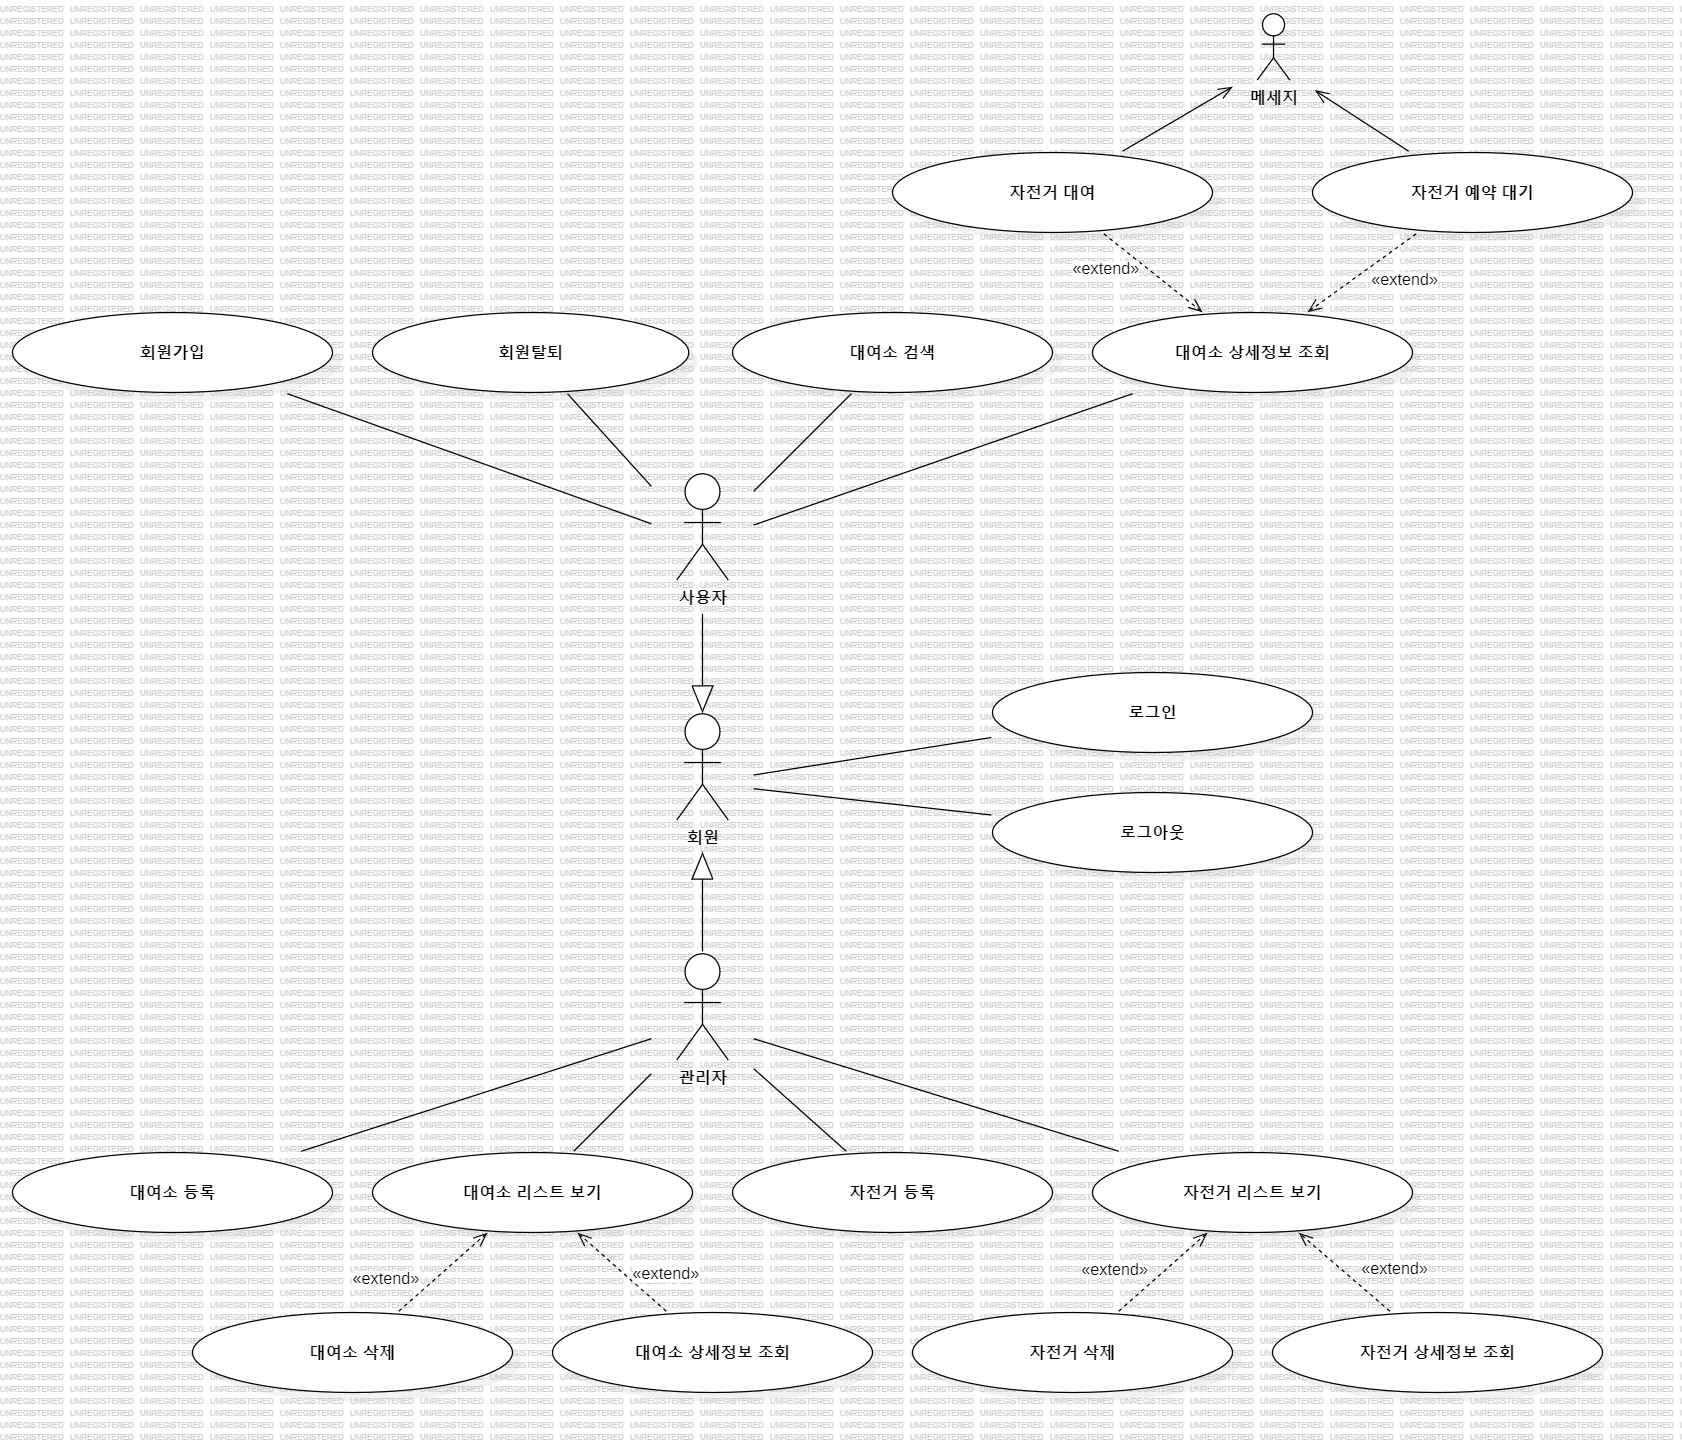 메세지
자전거 대여
자전거 예약 대기
«extend»
«extend»
회원가입
회원탈퇴
대여소 검색
대여소 상세정보 조회
사용자
로그인
로그아웃
회원
관리자
대여소 등록
대여소 리스트 보기
자전거 등록
자전거 리스트 보기
«extend»
«extend»
«extend»
«extend»
대여소 삭제
대여소 상세정보 조회
자전거 삭제
자전거 상세정보 조회
UNREGISTERED